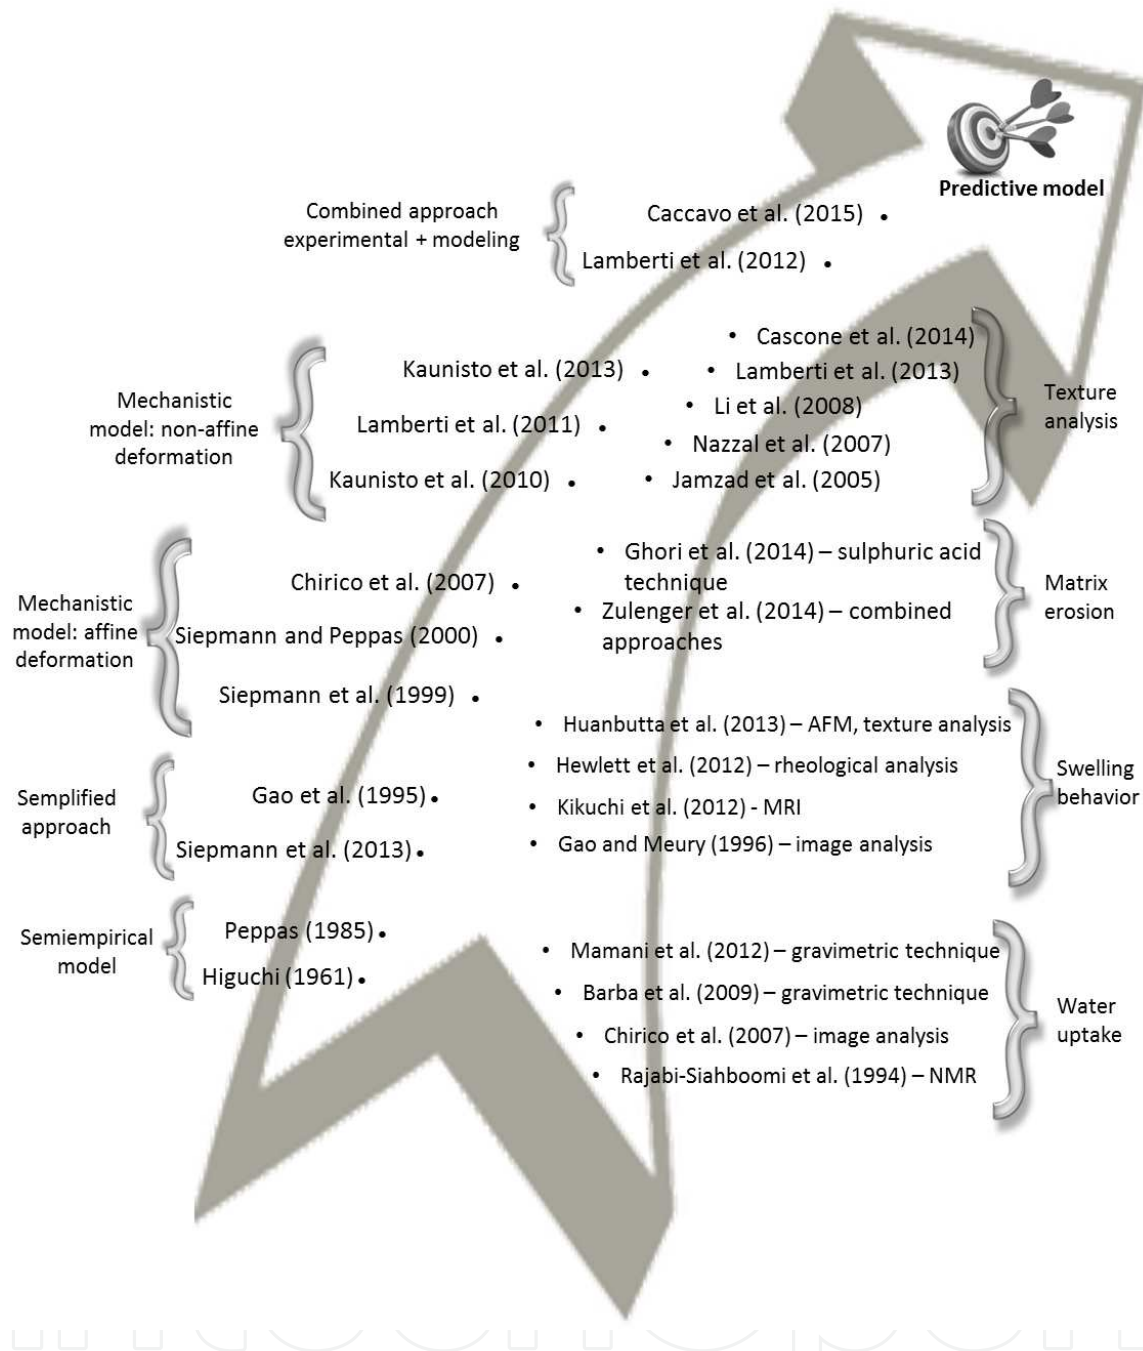 Predictive model
Combined approach
experimental + modeling
Caccavo et al. (2015) •
Lamberti et al. (2012) •
Mechanistic
model: non-affine
deformation
Kaunisto et al. (2013) •
Lamberti et al. (2011) •
Kaunisto et al. (2010) •
• Cascone et al. (2014)
• Lamberti et al. (2013)
• Li et al. (2008)
• Nazzal et al. (2007)
• Jamzad et al. (2005)
Texture
analysis
Mechanistic
model: affine
deformation
Chirico et al. (2007) •
Siepmann and Peppas (2000) •
Siepmann et al. (1999) •
• Ghori et al. (2014) – sulphuric acid
technique
• Zulenger et al. (2014) – combined
approaches
Matrix
erosion
Semplified
approach
Gao et al. (1995) •
Siepmann et al. (2013) •
• Huanbutta et al. (2013) – AFM, texture analysis
• Hewlett et al. (2012) – rheological analysis
• Kikuchi et al. (2012) - MRI
• Gao and Meury (1996) – image analysis
Swelling
behavior
Semiempirical
model
Peppas (1985) •
Higuchi (1961) •
• Mamani et al. (2012) – gravimetric technique
• Barba et al. (2009) – gravimetric technique
• Chirico et al. (2007) – image analysis
• Rajabi-Siahboomi et al. (1994) – NMR
Water
uptake